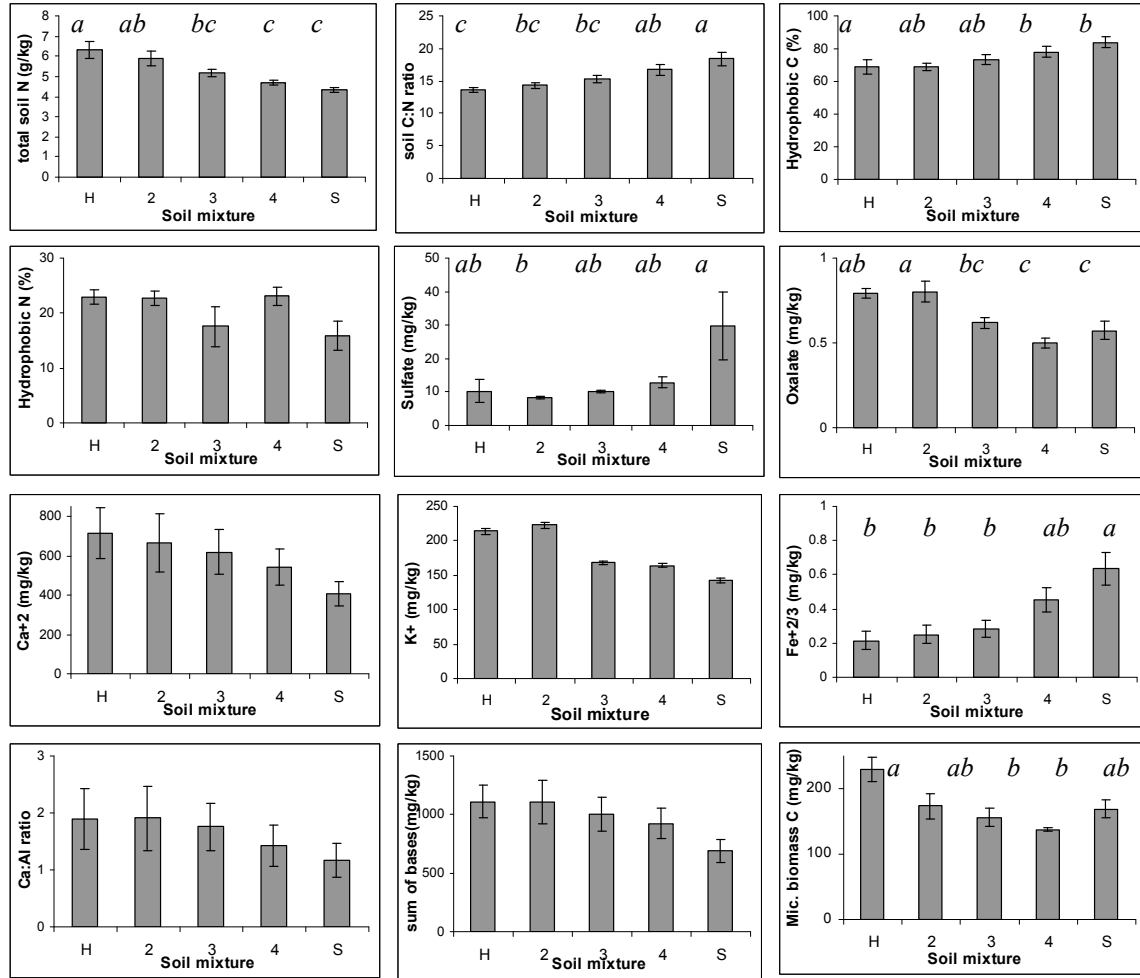 total soil N (g/kg)
a ab bc c c
8
7
6
5
4
3
2
1
0
H 2 3 4 S
Soil mixture
soil C:N ratio
c bc bc ab ab
25
20
15
10
5
0
H 2 3 4 S
Soil mixture
Hydrophobic C (%)
a ab ab b b
100
80
60
40
20
0
H 2 3 4 S
Soil mixture
Hydrophobic N (%)
30
20
10
0
H 2 3 4 S
Soil mixture
Sulfate (mg/kg)
ab b ab ab a
50
40
30
20
10
0
H 2 3 4 S
Soil mixture
Oxalate (mg/kg)
ab a bc c c
1
0.5
0
H 2 3 4 S
Soil mixture
Ca+2 (mg/kg)
800
600
400
200
0
H 2 3 4 S
Soil mixture
K+ (mg/kg)
250
200
150
100
50
0
H 2 3 4 S
Soil mixture
Fe+2/3 (mg/kg)
b b b ab a
1
0.8
0.6
0.4
0.2
0
H 2 3 4 S
Soil mixture
Ca:Al ratio
3
2
1
0
H 2 3 4 S
Soil mixture
sum of bases(mg/kg)
1500
1000
500
0
H 2 3 4 S
Soil mixture
Mic. biomass C (mg/kg)
a ab b b ab
200
100
0
H 2 3 4 S
Soil mixture